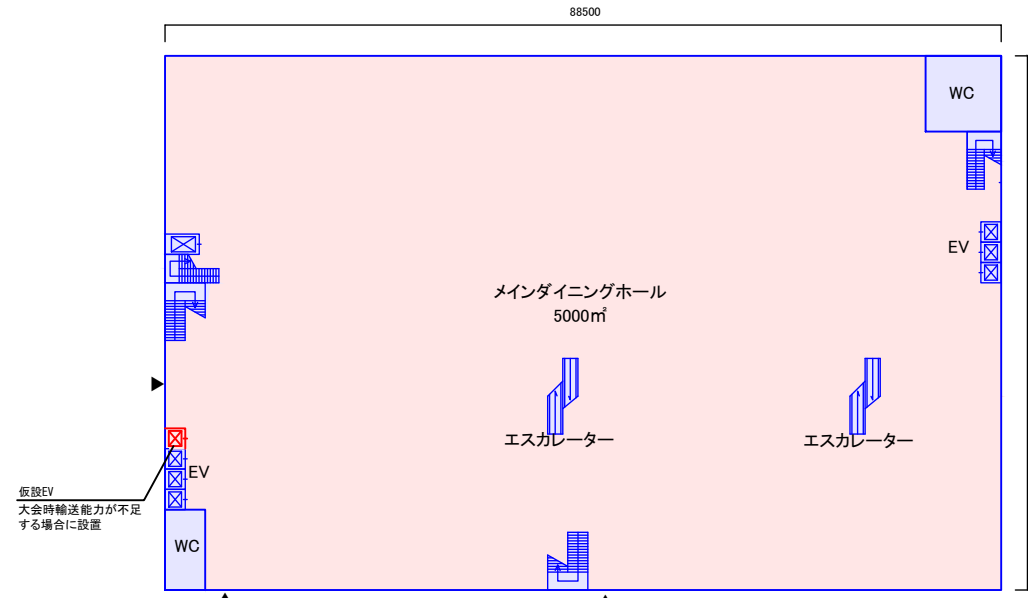 88500
WC
EV
メインダイニングホール
5000㎡
エスカレーター
エスカレーター
EV
仮設EV
大会時輸送能力が不足
する場合に設置
WC